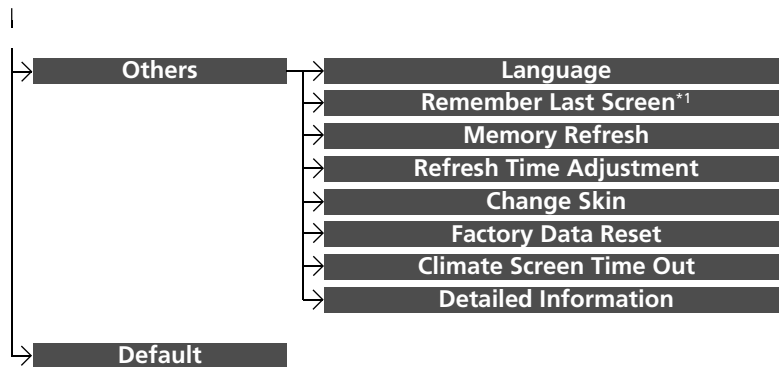 Others
Language
Remember Last Screen*1
Memory Refresh
Refresh Time Adjustment
Change Skin
Factory Data Reset
Climate Screen Time Out
Detailed Information
Default